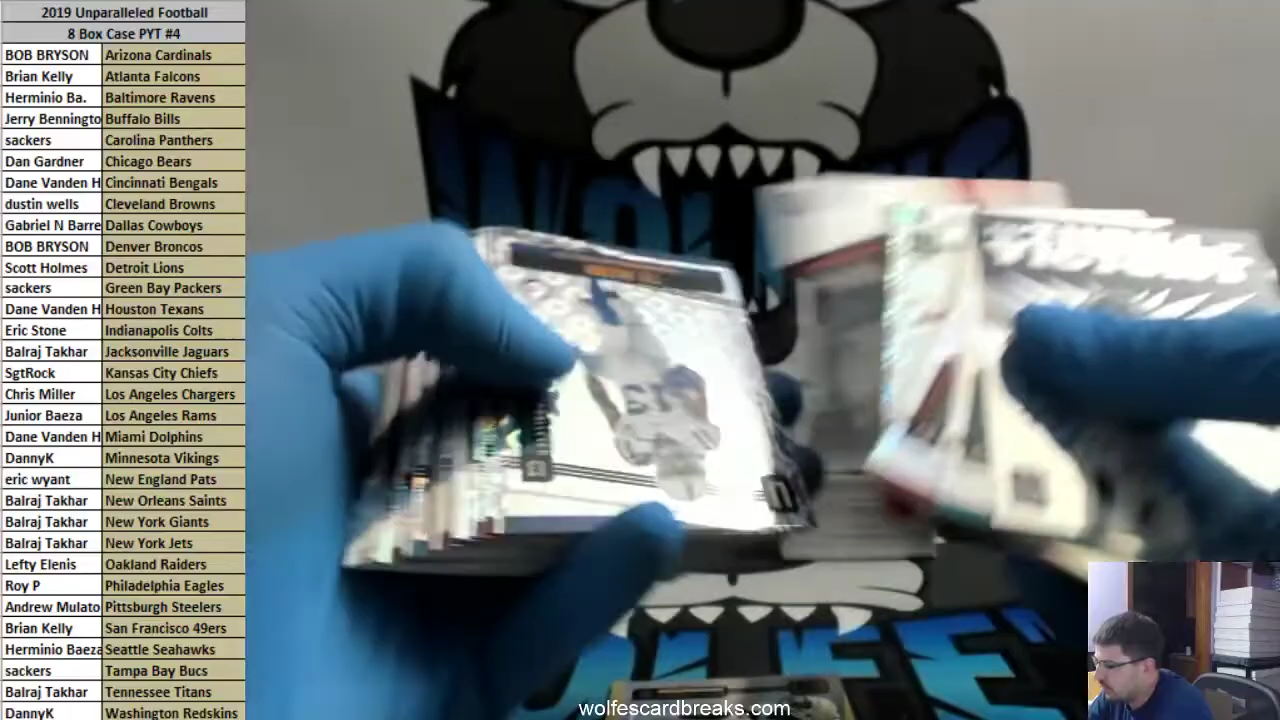 2019 Unparalleled Football
8 Box Case PYT #4
BOB BRYSON Arizona Cardinals
Brian Kelly Atlanta Falcons
Herminio Ba. Baltimore Ravens
Jerry Benningto Buffalo Bills
sackers Carolina Panthers
Dan Gardner Chicago Bears
Dane Vanden H Cincinnati Bengals
dustin wells Cleveland Browns
Gabriel N Barre Dallas Cowboys
BOB BRYSON Denver Broncos
Scott Holmes Detroit Lions
sackers Green Bay Packers
Dane Vanden H Houston Texans
Eric Stone Indianapolis Colts
Balraj Takhar Jacksonville Jaguars
SgtRock Kansas City Chiefs
Chris Miller Los Angeles Chargers
Junior Baeza Los Angeles Rams
Dane Vanden H Miami Dolphins
DannyK Minnesota Vikings
eric wyant New England Pats
Balraj Takhar New Orleans Saints
Balraj Takhar New York Giants
Balraj Takhar New York Jets
Lefty Elenis Oakland Raiders
Roy P Philadelphia Eagles
Andrew Mulato Pittsburgh Steelers
Brian Kelly San Francisco 49ers
Herminio Baeza Seattle Seahawks
sackers Tampa Bay Bucs
Balraj Takhar Tennessee Titans
DannyK Washington Redskins
wolfescardbreaks.com